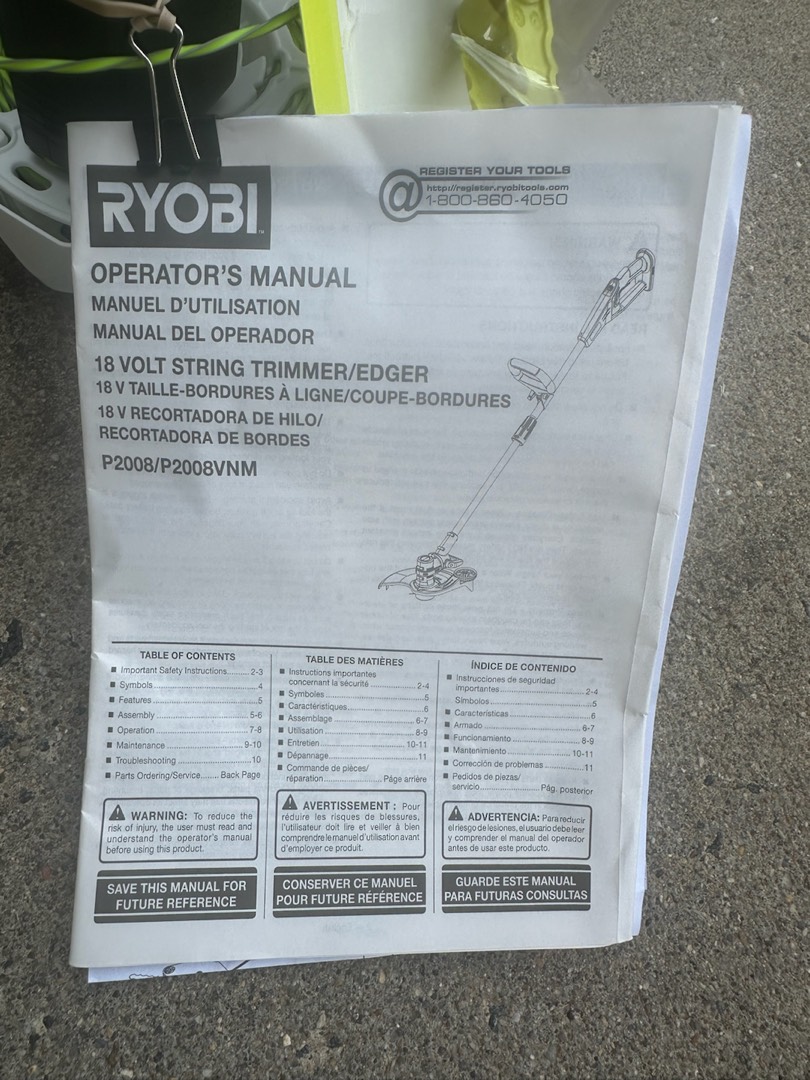 RYOBI
REGISTER YOUR TOOLS
http://register.ryobitools.com
1-800-860-4050
OPERATOR'S MANUAL
MANUEL D'UTILISATION
MANUAL DEL OPERADOR
18 VOLT STRING TRIMMER/EDGER
18 V TAILLE-BORDURES À LIGNE/COUPE-BORDURES
18 V RECORTADORA DE HILO/
RECORTADORA DE BORDES
P2008/P2008VNM
TABLE OF CONTENTS
■ Important Safety Instructions..........2-3
■ Symbols..........4
■ Features..........5
■ Assembly..........5-6
■ Operation..........7-8
■ Maintenance..........9-10
■ Troubleshooting..........10
■ Parts Ordering/Service.......Back Page
WARNING: To reduce the
risk of injury, the user must read and
understand the operator's manual
before using this product.
SAVE THIS MANUAL FOR
FUTURE REFERENCE
TABLE DES MATIÈRES
■ Instructions importantes
concernant la sécurité..........2-4
■ Symboles..........5
■ Caractéristiques..........6
■ Assemblage..........6-7
■ Utilisation..........8-9
■ Entretien..........10-11
■ Dépannage..........11
■ Commande de pièces/
réparation..........Páge arrière
AVERTISSEMENT : Pour
réduire les risques de blessures,
l'utilisateur doit lire et veiller à bien
comprendre le manuel d'utilisation avant
d'employer ce produit.
CONSERVER CE MANUEL
POUR FUTURE RÉFÉRENCE
ÍNDICE DE CONTENIDO
■ Instrucciones de seguridad
importantes..........2-4
Símbolos..........5
■ Características..........6
■ Armado..........6-7
■ Funcionamiento..........8-9
■ Mantenimiento..........10-11
■ Corrección de problemas..........11
■ Pedidos de piezas/
servicio..........Pág. posterior
ADVERTENCIA: Para reducir
el riesgo de lesiones, el usuario debe leer
y comprender el manual del operador
antes de usar este producto.
GUARDE ESTE MANUAL
PARA FUTURAS CONSULTAS